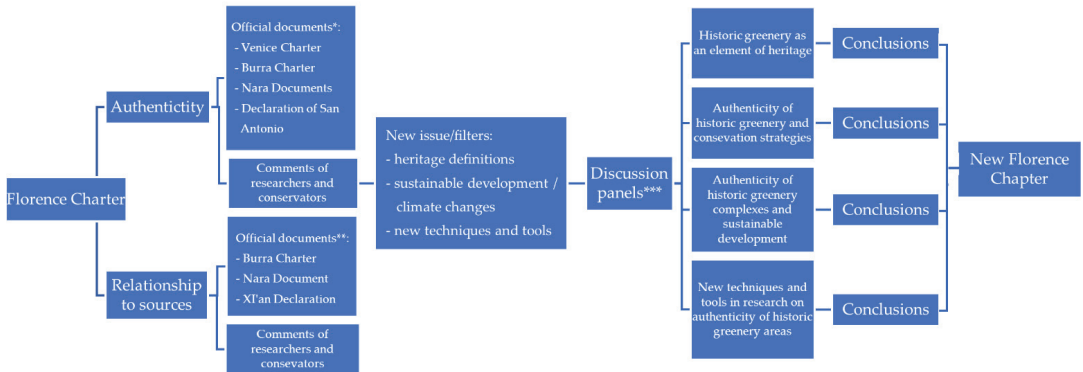 Florence Charter
Authentictity
Relationship
to sources
Official documents*:
- Venice Charter
- Burra Charter
- Nara Documents
- Declaration of San
Antonio
Comments of
researchers and
conservators
Official documents**:
- Burra Charter
- Nara Document
- XI'an Declaration
Comments of
researchers and
consevators
New issue/filters:
- heritage definitions
- sustainable development /
climate changes
- new techniques and tools
Discussion
panels***
Historic greenery as
an element of heritage
Conclusions
Authenticity of
historic greenery and
consevation strategies
Conclusions
Authenticity of
historic greenery
complexes and
sustainable
development
Conclusions
New techniques and
tools in research on
authenticity of historic
greenery areas
Conclusions
New Florence
Chapter